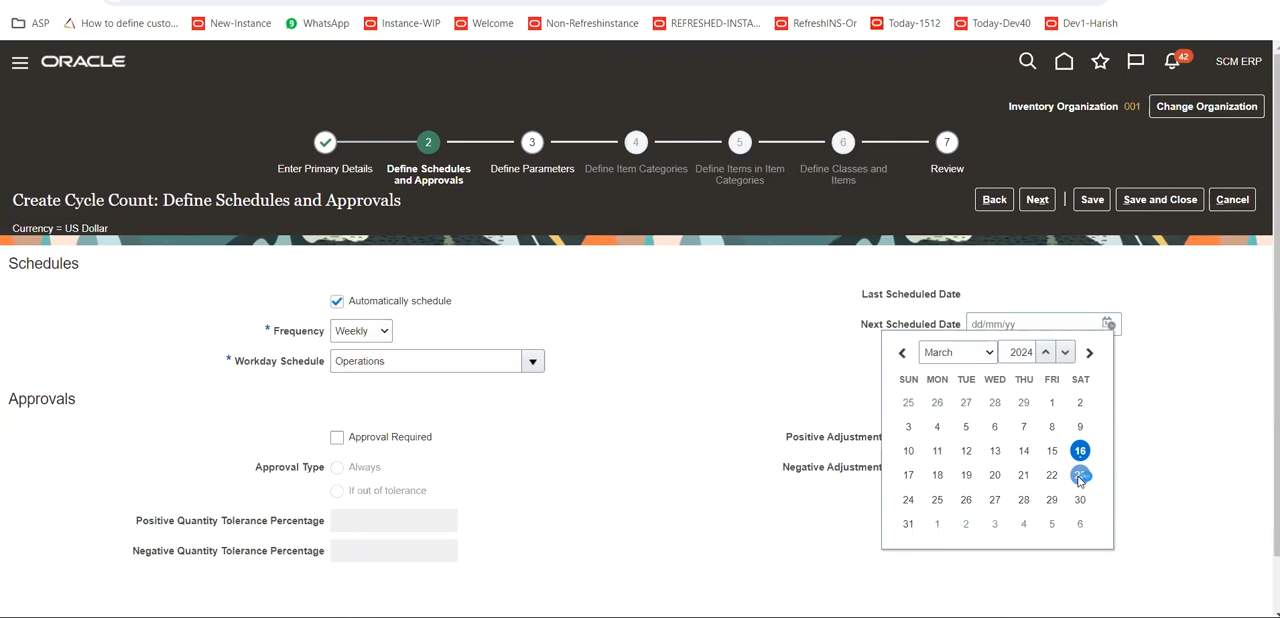 ASP How to define custo... New-Instance WhatsApp Instance-WIP Welcome Non-Refreshinstance REFRESHED-INSTA... RefreshINS-Or Today-1512 Today-Dev40 Dev1-Harish
ORACLE 42 SCM ERP
Inventory Organization 001 Change Organization
2 3 4 5 6 7
Enter Primary Details Define Schedules and Approvals Define Parameters Define Item Categories Define Items in Item Categories Define Classes and Items Review
Create Cycle Count: Define Schedules and Approvals Back Next | Save Save and Close Cancel
Currency = US Dollar
Schedules
Automatically schedule Last Scheduled Date
* Frequency Weekly Next Scheduled Date dd/mm/yy
* Workday Schedule Operations
March 2024
SUN MON TUE WED THU FRI SAT
25 26 27 28 29 1 2
3 4 5 6 7 8 9
10 11 12 13 14 15 16
17 18 19 20 21 22
24 25 26 27 28 29 30
31 1 2 3 4 5 6
Approvals
Approval Required Positive Adjustment
Approval Type Always Negative Adjustment
If out of tolerance
Positive Quantity Tolerance Percentage
Negative Quantity Tolerance Percentage